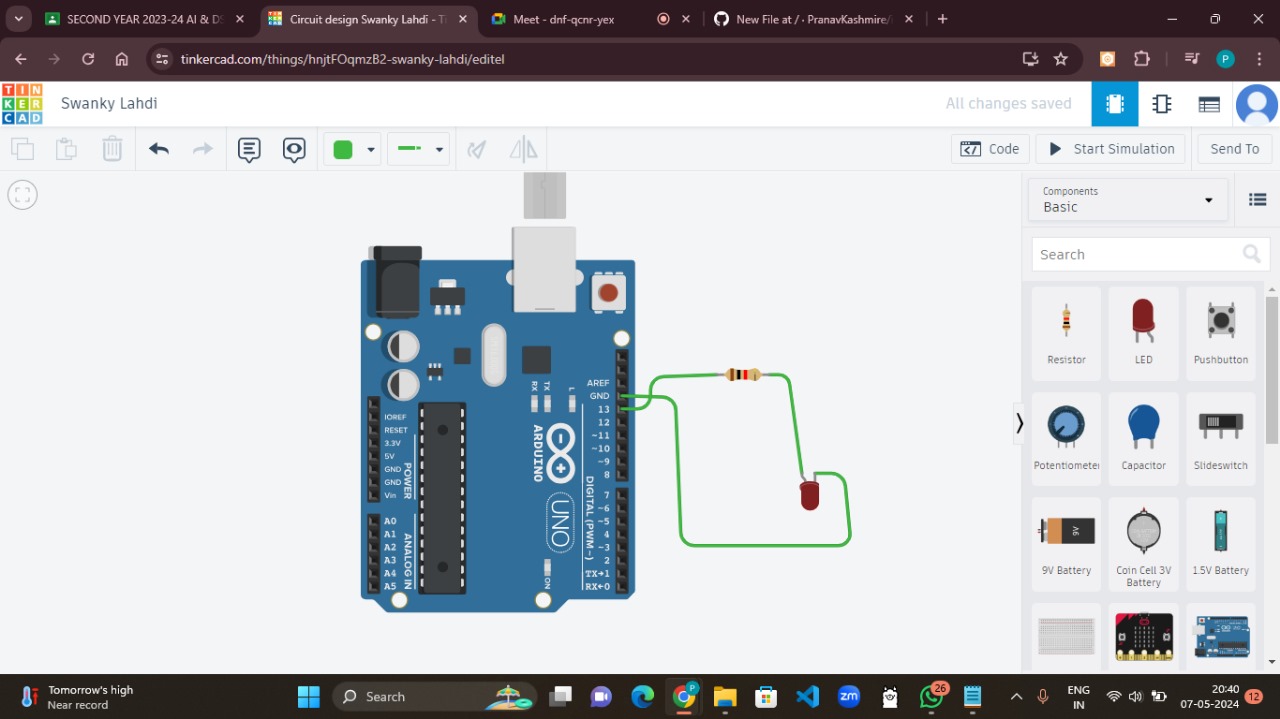 SECOND YEAR 2023-24 AI & DS
Circuit design Swanky Lahdi - Ti
Meet - dnf-qcnr-yex
New File at / · PranavKashmire/
tinkercad.com/things/hnjtFOqmzB2-swanky-lahdi/editel
P
TIN
KER
CAD
Swanky Lahdi
All changes saved
Code
Start Simulation
Send To
Components
Basic
Search
Resistor
LED
Pushbutton
Potentiometer
Capacitor
Slideswitch
9V
9V Battery
Coin Cell 3V
Battery
1.5V Battery
AREF
GND
13
12
~11
~10
~9
8
7
~6
~5
4
~3
2
TX→1
RX←0
DIGITAL (PWM~)
IOREF
RESET
3.3V
5V
GND
GND
Vin
POWER
A0
A1
A2
A3
A4
A5
ANALOG IN
RX
TX
L
ARDUINO
UNO
ON
Tomorrow's high
Near record
Search
P
zm
26
ENG
IN
20:40
07-05-2024
12